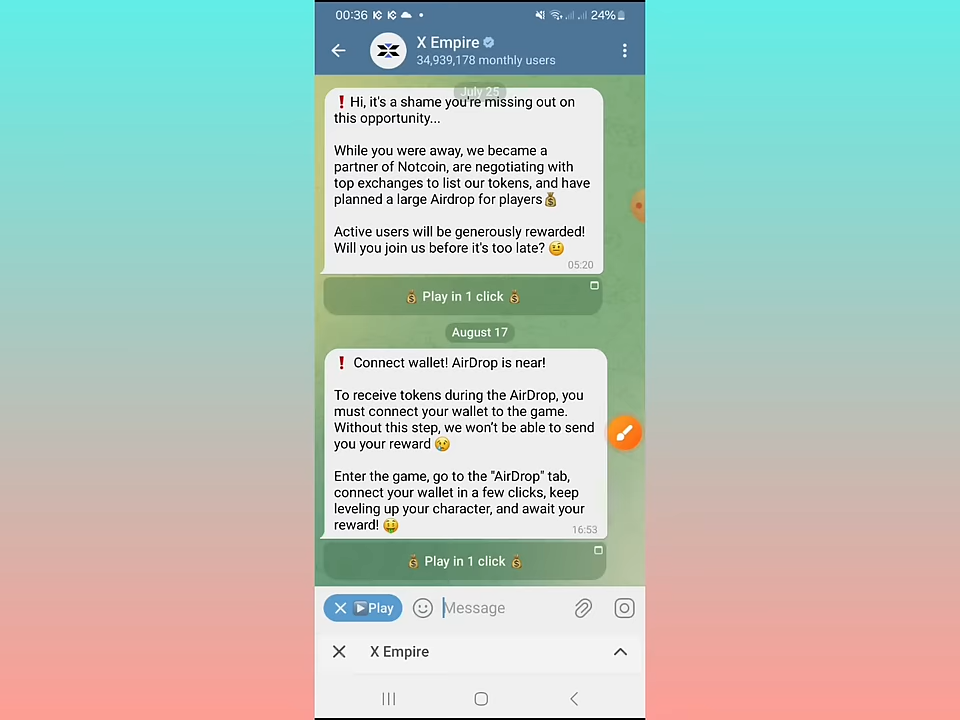 00:36 24%
X Empire
34,939,178 monthly users
July 25
❗Hi, it's a shame you're missing out on
this opportunity...
While you were away, we became a
partner of Notcoin, are negotiating with
top exchanges to list our tokens, and have
planned a large Airdrop for players💰
Active users will be generously rewarded!
Will you join us before it's too late? 🤨
05:20
💰 Play in 1 click 💰
August 17
❗ Connect wallet! AirDrop is near!
To receive tokens during the AirDrop, you
must connect your wallet to the game.
Without this step, we won't be able to send
you your reward 😢
Enter the game, go to the "AirDrop" tab,
connect your wallet in a few clicks, keep
leveling up your character, and await your
reward! 🤑
16:53
💰 Play in 1 click 💰
Play Message
X Empire